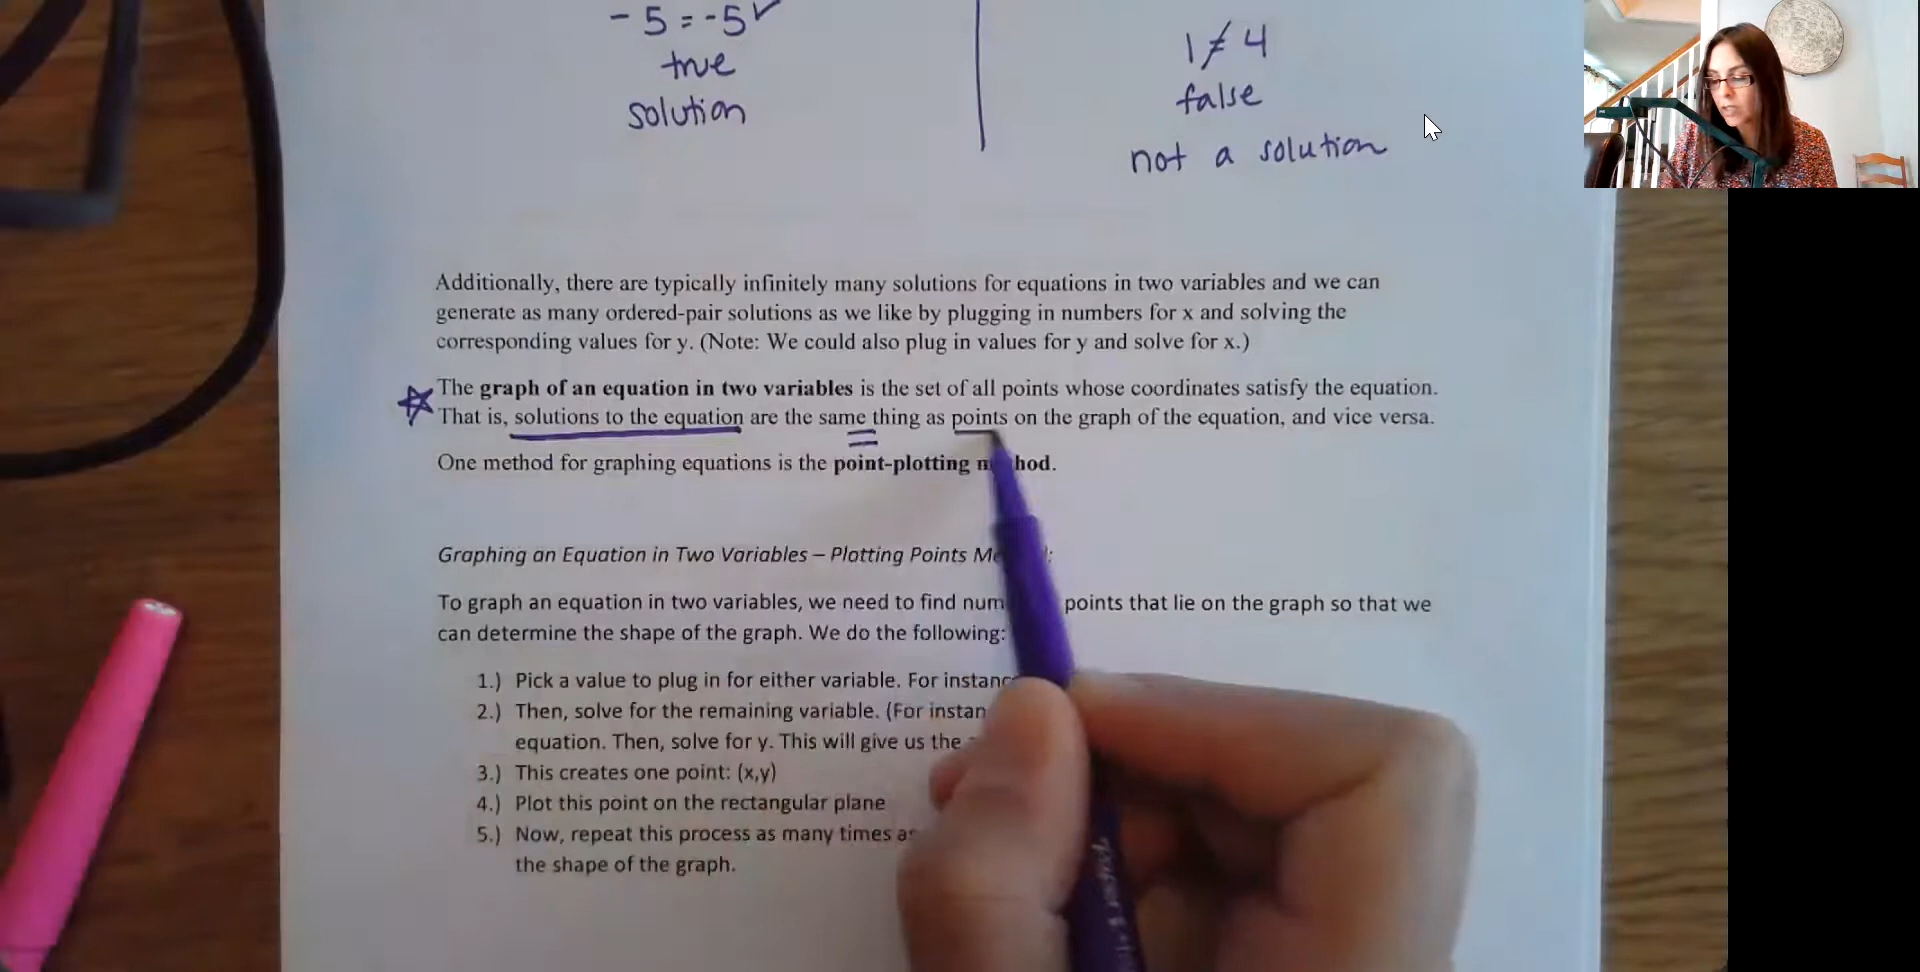 - 5 = -5 ✓
true
solution
1 ≠ 4
false
not a solution
Additionally, there are typically infinitely many solutions for equations in two variables and we can
generate as many ordered-pair solutions as we like by plugging in numbers for x and solving the
corresponding values for y. (Note: We could also plug in values for y and solve for x.)
The graph of an equation in two variables is the set of all points whose coordinates satisfy the equation.
That is, solutions to the equation are the same thing as points on the graph of the equation, and vice versa.
=
One method for graphing equations is the point-plotting
Graphing an Equation in Two Variables – Plotting Points
To graph an equation in two variables, we need to find points that lie on the graph so that we
can determine the shape of the graph. We do the following:
1.) Pick a value to plug in for either variable. For
2.) Then, solve for the remaining variable. (For
equation. Then, solve for y. This will give us the
3.) This creates one point: (x,y)
4.) Plot this point on the rectangular plane
5.) Now, repeat this process as many times
the shape of the graph.